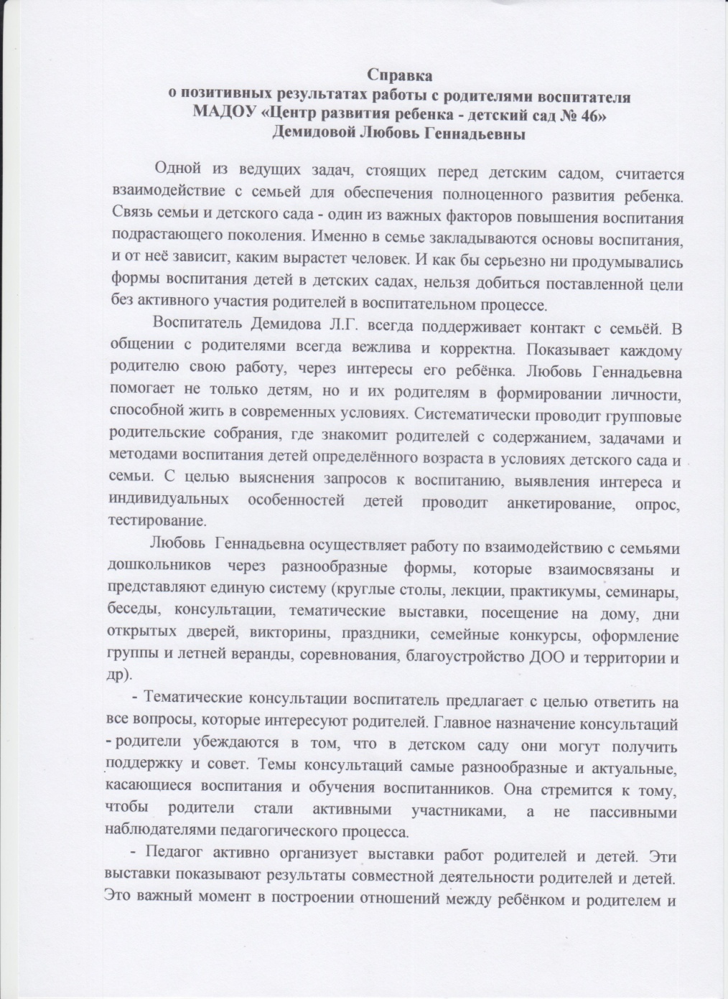 Справка
о позитивных результатах работы с родителями воспитателя
МАДОУ «Центр развития ребенка - детский сад № 46»
Демидовой Любовь Геннадьевны
Одной из ведущих задач, стоящих перед детским садом, считается
взаимодействие с семьей для обеспечения полноценного развития ребенка.
Связь семьи и детского сада - один из важных факторов повышения воспитания
подрастающего поколения. Именно в семье закладываются основы воспитания,
и от неё зависит, каким вырастет человек. И как бы серьезно ни продумывались
формы воспитания детей в детских садах, нельзя добиться поставленной цели
без активного участия родителей в воспитательном процессе.
Воспитатель Демидова Л.Г. всегда поддерживает контакт с семьёй. В
общении с родителями всегда вежлива и корректна. Показывает каждому
родителю свою работу, через интересы его ребёнка. Любовь Геннадьевна
помогает не только детям, но и их родителям в формировании личности,
способной жить в современных условиях. Систематически проводит групповые
родительские собрания, где знакомит родителей с содержанием, задачами и
методами воспитания детей определённого возраста в условиях детского сада и
семьи. С целью выяснения запросов к воспитанию, выявления интереса и
индивидуальных особенностей детей проводит анкетирование, опрос,
тестирование.
Любовь Геннадьевна осуществляет работу по взаимодействию с семьями
дошкольников через разнообразные формы, которые взаимосвязаны и
представляют единую систему (круглые столы, лекции, практикумы, семинары,
беседы, консультации, тематические выставки, посещение на дому, дни
открытых дверей, викторины, праздники, семейные конкурсы, оформление
группы и летней веранды, соревнования, благоустройство ДОО и территории и
др).
- Тематические консультации воспитатель предлагает с целью ответить на
все вопросы, которые интересуют родителей. Главное назначение консультаций
- родители убеждаются в том, что в детском саду они могут получить
поддержку и совет. Темы консультаций самые разнообразные и актуальные,
касающиеся воспитания и обучения воспитанников. Она стремится к тому,
чтобы родители стали активными участниками, а не пассивными
наблюдателями педагогического процесса.
- Педагог активно организует выставки работ родителей и детей. Эти
выставки показывают результаты совместной деятельности родителей и детей.
Это важный момент в построении отношений между ребёнком и родителем и